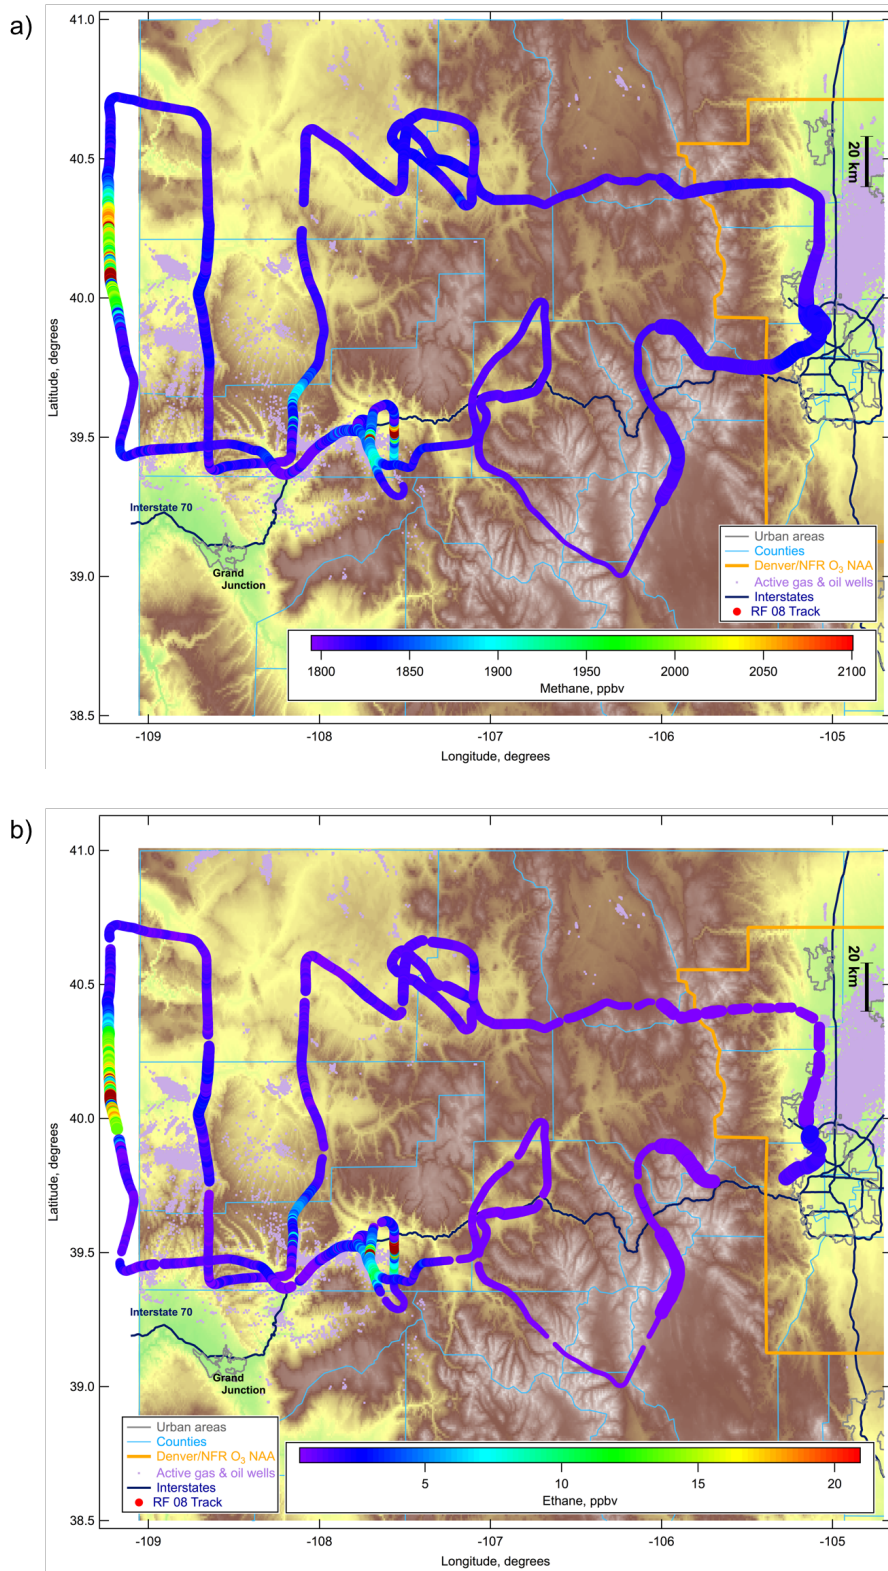 a)
41.0
40.5
40.0
39.5
39.0
38.5
Latitude, degrees
20 km
Interstate 70
Grand
Junction
Urban areas
Counties
Denver/NFR O₃ NAA
Active gas & oil wells
Interstates
RF 08 Track
1800 1850 1900 1950 2000 2050 2100
Methane, ppbv
-109 -108 -107 -106 -105
Longitude, degrees
b)
41.0
40.5
40.0
39.5
39.0
38.5
Latitude, degrees
20 km
Interstate 70
Grand
Junction
Urban areas
Counties
Denver/NFR O₃ NAA
Active gas & oil wells
Interstates
RF 08 Track
5 10 15 20
Ethane, ppbv
-109 -108 -107 -106 -105
Longitude, degrees